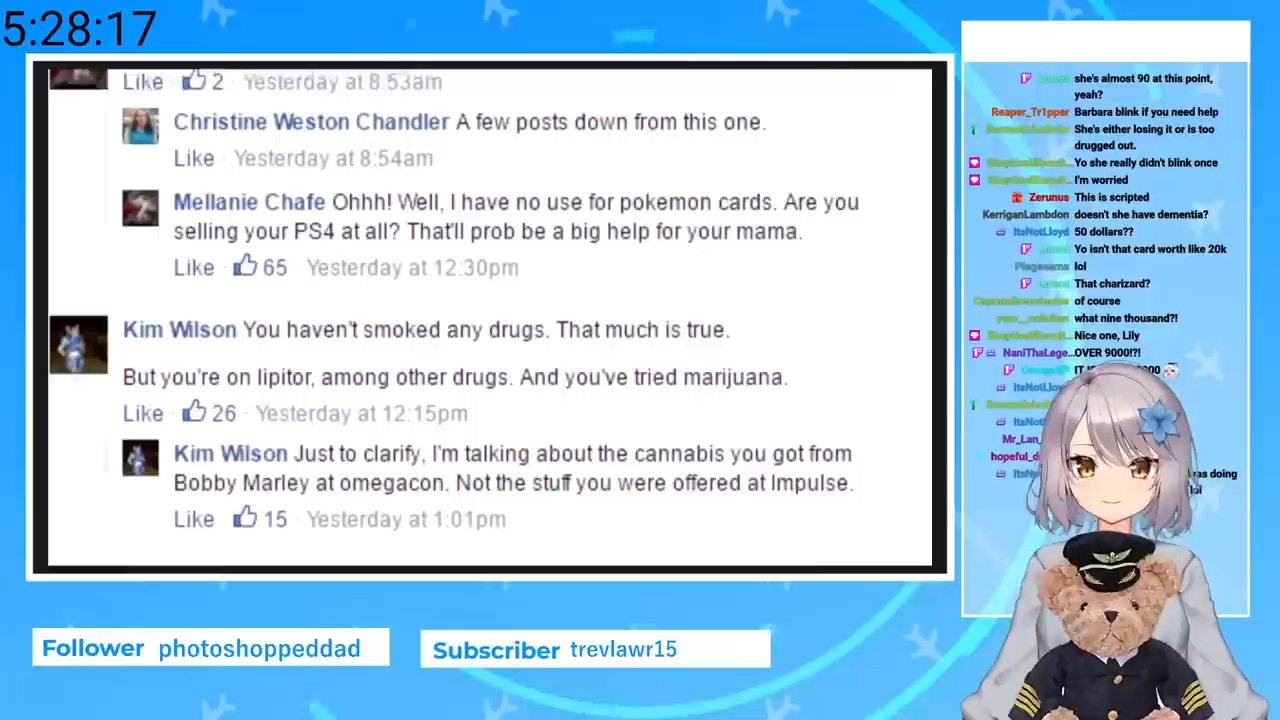 5:28:17
Like 2 · Yesterday at 8:53am
Christine Weston Chandler A few posts down from this one.
Like · Yesterday at 8:54am
Mellanie Chafe Ohhh! Well, I have no use for pokemon cards. Are you
selling your PS4 at all? That'll prob be a big help for your mama.
Like · 65 · Yesterday at 12:30pm
Kim Wilson You haven't smoked any drugs. That much is true.
But you're on lipitor, among other drugs. And you've tried marijuana.
Like · 26 · Yesterday at 12:15pm
Kim Wilson Just to clarify, I'm talking about the cannabis you got from
Bobby Marley at omegacon. Not the stuff you were offered at Impulse.
Like · 15 · Yesterday at 1:01pm
Follower photoshoppeddad
Subscriber trevlawr15
she's almost 90 at this point,
yeah?
Reaper_Tr1pper Barbara blink if you need help
She's either losing it or is too
drugged out.
Yo she really didn't blink once
I'm worried
Zerunus This is scripted
KerriganLambdon doesn't she have dementia?
ItsNotLloyd 50 dollars??
Yo isn't that card worth like 20k
lol
That charizard?
of course
what nine thousand?!
Nice one, Lily
NaniThaLege... OVER 9000!?!
ItsNotLloy
ItsNot
Mr_Lan_
hopeful_d
was doing
lol